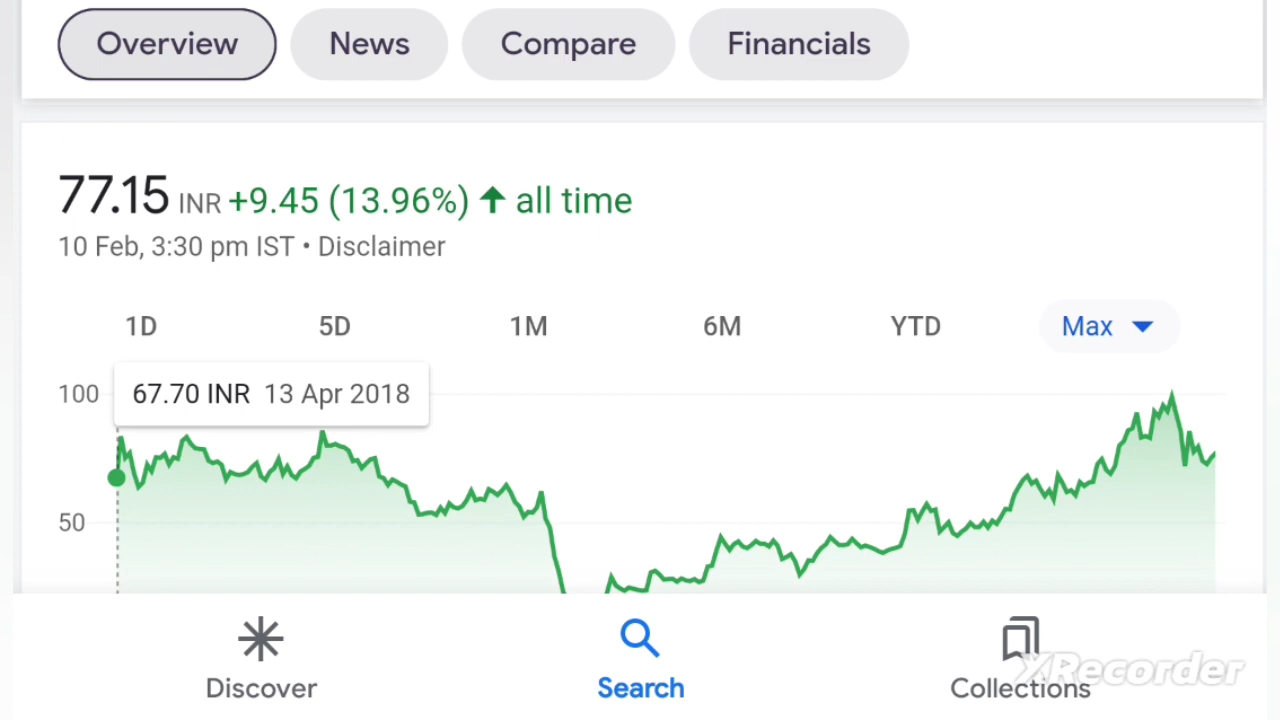 Overview News Compare Financials
77.15 INR +9.45 (13.96%) ↑ all time
10 Feb, 3:30 pm IST • Disclaimer
1D 5D 1M 6M YTD Max
100 67.70 INR 13 Apr 2018
50
Discover Search Collections
XRecorder